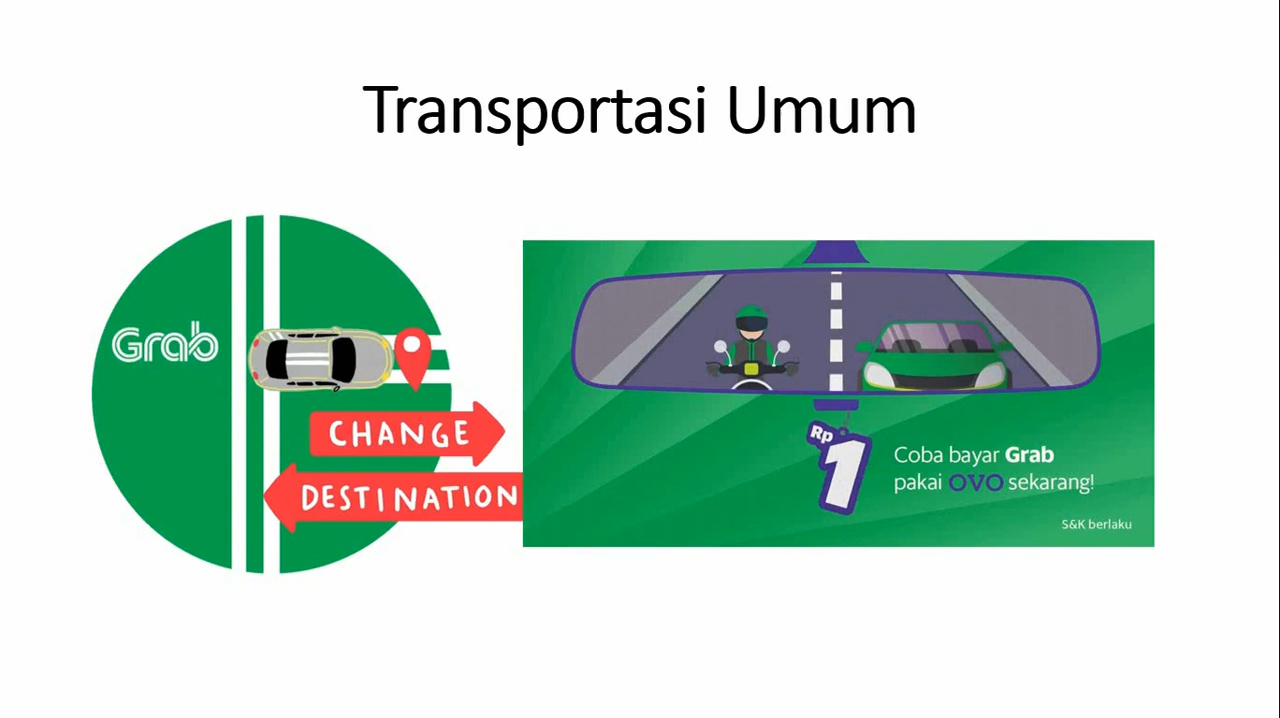 Transportasi Umum
Grab
CHANGE
DESTINATION
Rp
1
Coba bayar Grab
pakai OVO sekarang!
S&K berlaku